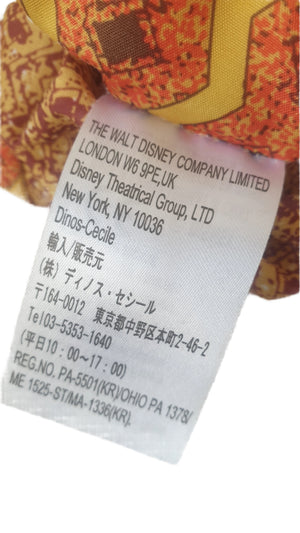 THE WALT DISNEY COMPANY LIMITED
LONDON W6 9PE,UK
Disney Theatrical Group, LTD
New York, NY 10036
Dinos-Cecile
輸入/販売元
(株) ディノス・セシール
〒164-0012 東京都中野区本町2-46-2
Tel 03-5353-1640
(平日10:00~17:00)
REG.NO. PA-5501(KR)/OHIO PA 1378/
ME 1525-ST/MA-1336(KR).